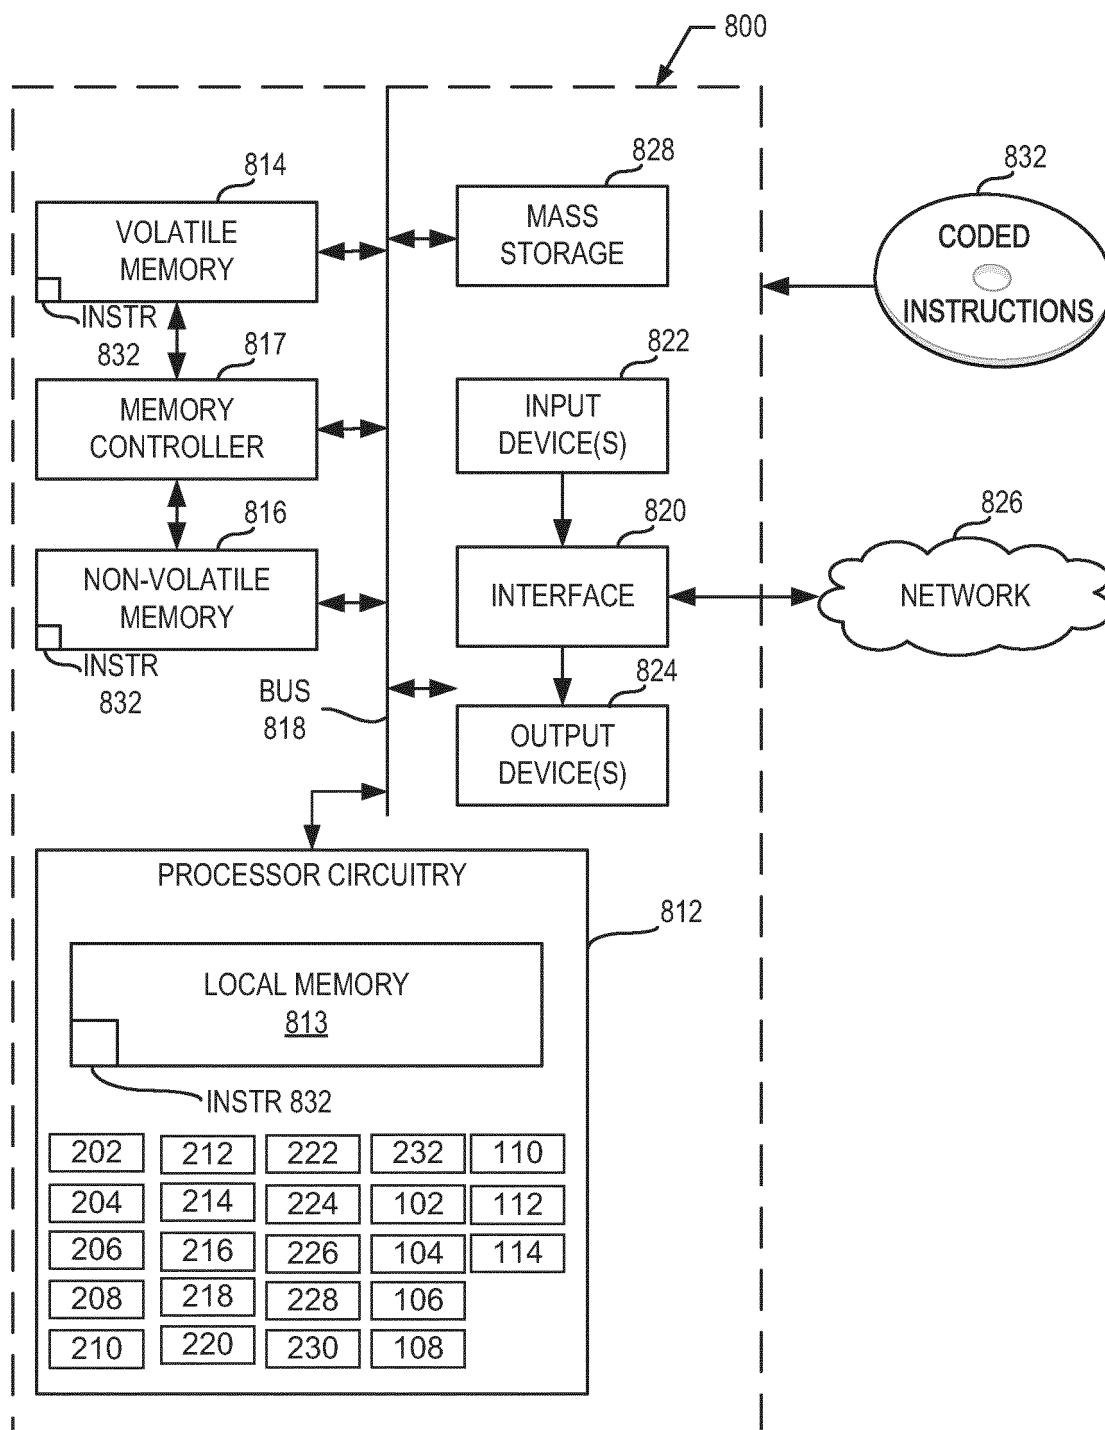 800
814
VOLATILE
MEMORY
INSTR
832
817
MEMORY
CONTROLLER
816
NON-VOLATILE
MEMORY
INSTR
832
BUS
818
828
MASS
STORAGE
822
INPUT
DEVICE(S)
820
INTERFACE
824
OUTPUT
DEVICE(S)
832
CODED
INSTRUCTIONS
826
NETWORK
PROCESSOR CIRCUITRY
812
LOCAL MEMORY
813
INSTR 832
202 212 222 232 110
204 214 224 102 112
206 216 226 104 114
208 218 228 106
210 220 230 108